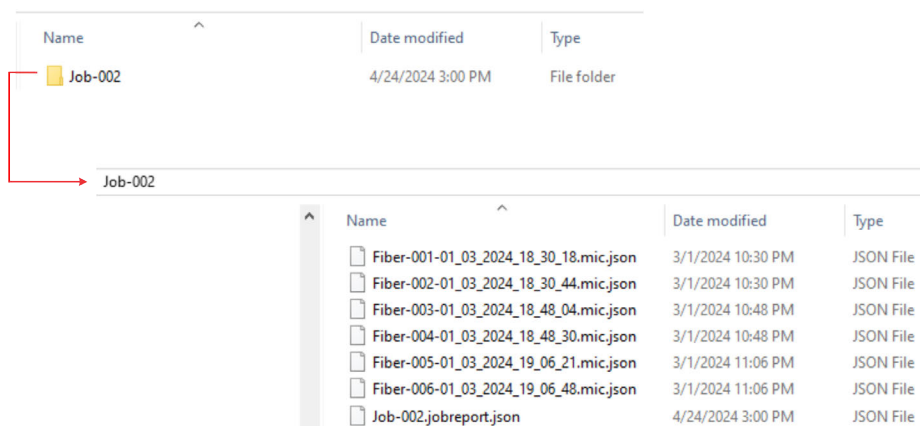 Name Date modified Type
Job-002 4/24/2024 3:00 PM File folder
Job-002
Name Date modified Type
Fiber-001-01_03_2024_18_30_18.mic.json 3/1/2024 10:30 PM JSON File
Fiber-002-01_03_2024_18_30_44.mic.json 3/1/2024 10:30 PM JSON File
Fiber-003-01_03_2024_18_48_04.mic.json 3/1/2024 10:48 PM JSON File
Fiber-004-01_03_2024_18_48_30.mic.json 3/1/2024 10:48 PM JSON File
Fiber-005-01_03_2024_19_06_21.mic.json 3/1/2024 11:06 PM JSON File
Fiber-006-01_03_2024_19_06_48.mic.json 3/1/2024 11:06 PM JSON File
Job-002.jobreport.json 4/24/2024 3:00 PM JSON File